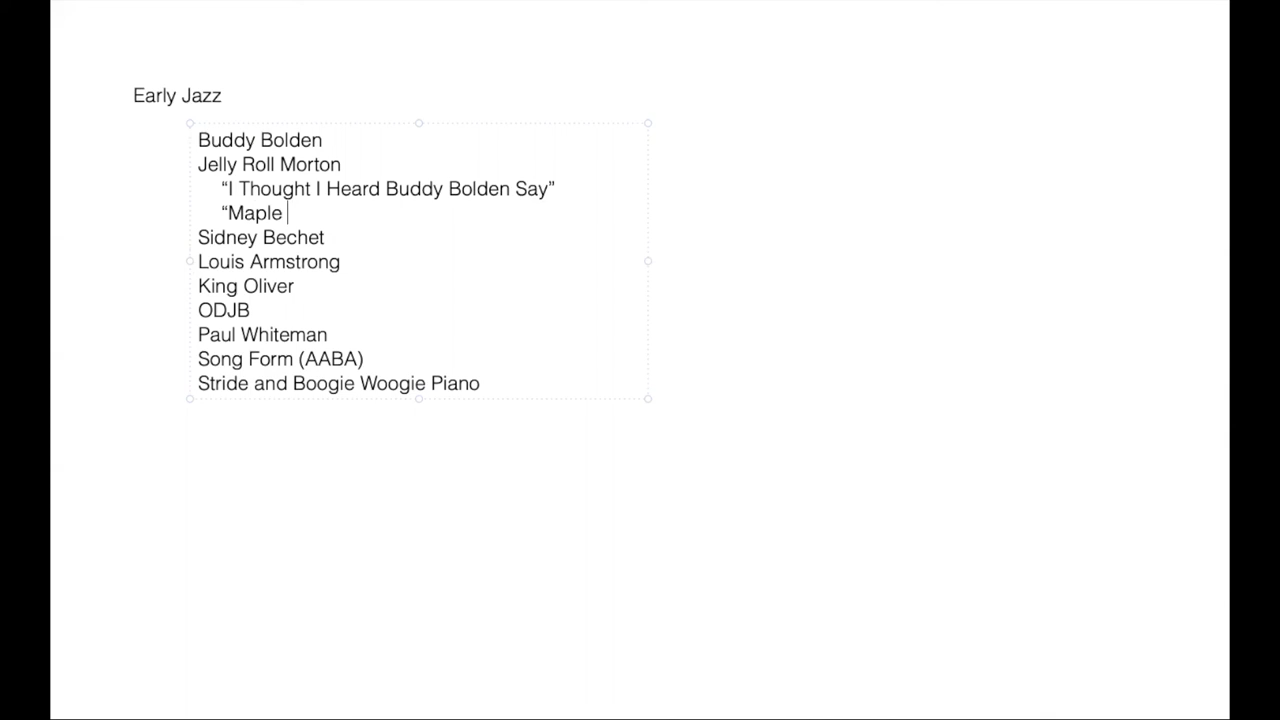 Early Jazz
Buddy Bolden
Jelly Roll Morton
“I Thought I Heard Buddy Bolden Say”
“Maple
Sidney Bechet
Louis Armstrong
King Oliver
ODJB
Paul Whiteman
Song Form (AABA)
Stride and Boogie Woogie Piano